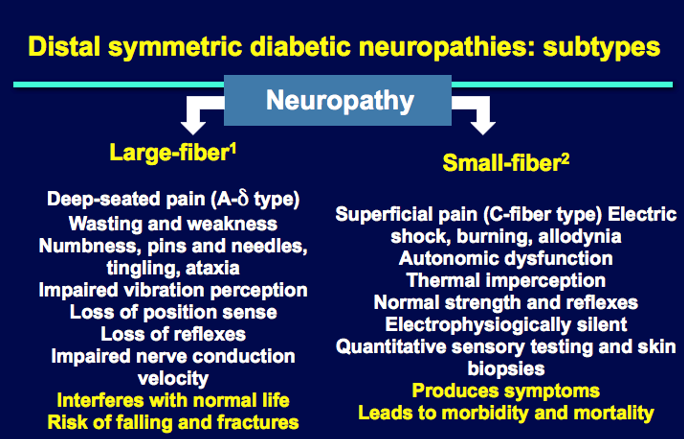 Distal symmetric diabetic neuropathies: subtypes
Neuropathy
Large-fiber¹
Deep-seated pain (A-δ type)
Wasting and weakness
Numbness, pins and needles,
tingling, ataxia
Impaired vibration perception
Loss of position sense
Loss of reflexes
Impaired nerve conduction
velocity
Interferes with normal life
Risk of falling and fractures
Small-fiber²
Superficial pain (C-fiber type) Electric
shock, burning, allodynia
Autonomic dysfunction
Thermal imperception
Normal strength and reflexes
Electrophysiogically silent
Quantitative sensory testing and skin
biopsies
Produces symptoms
Leads to morbidity and mortality